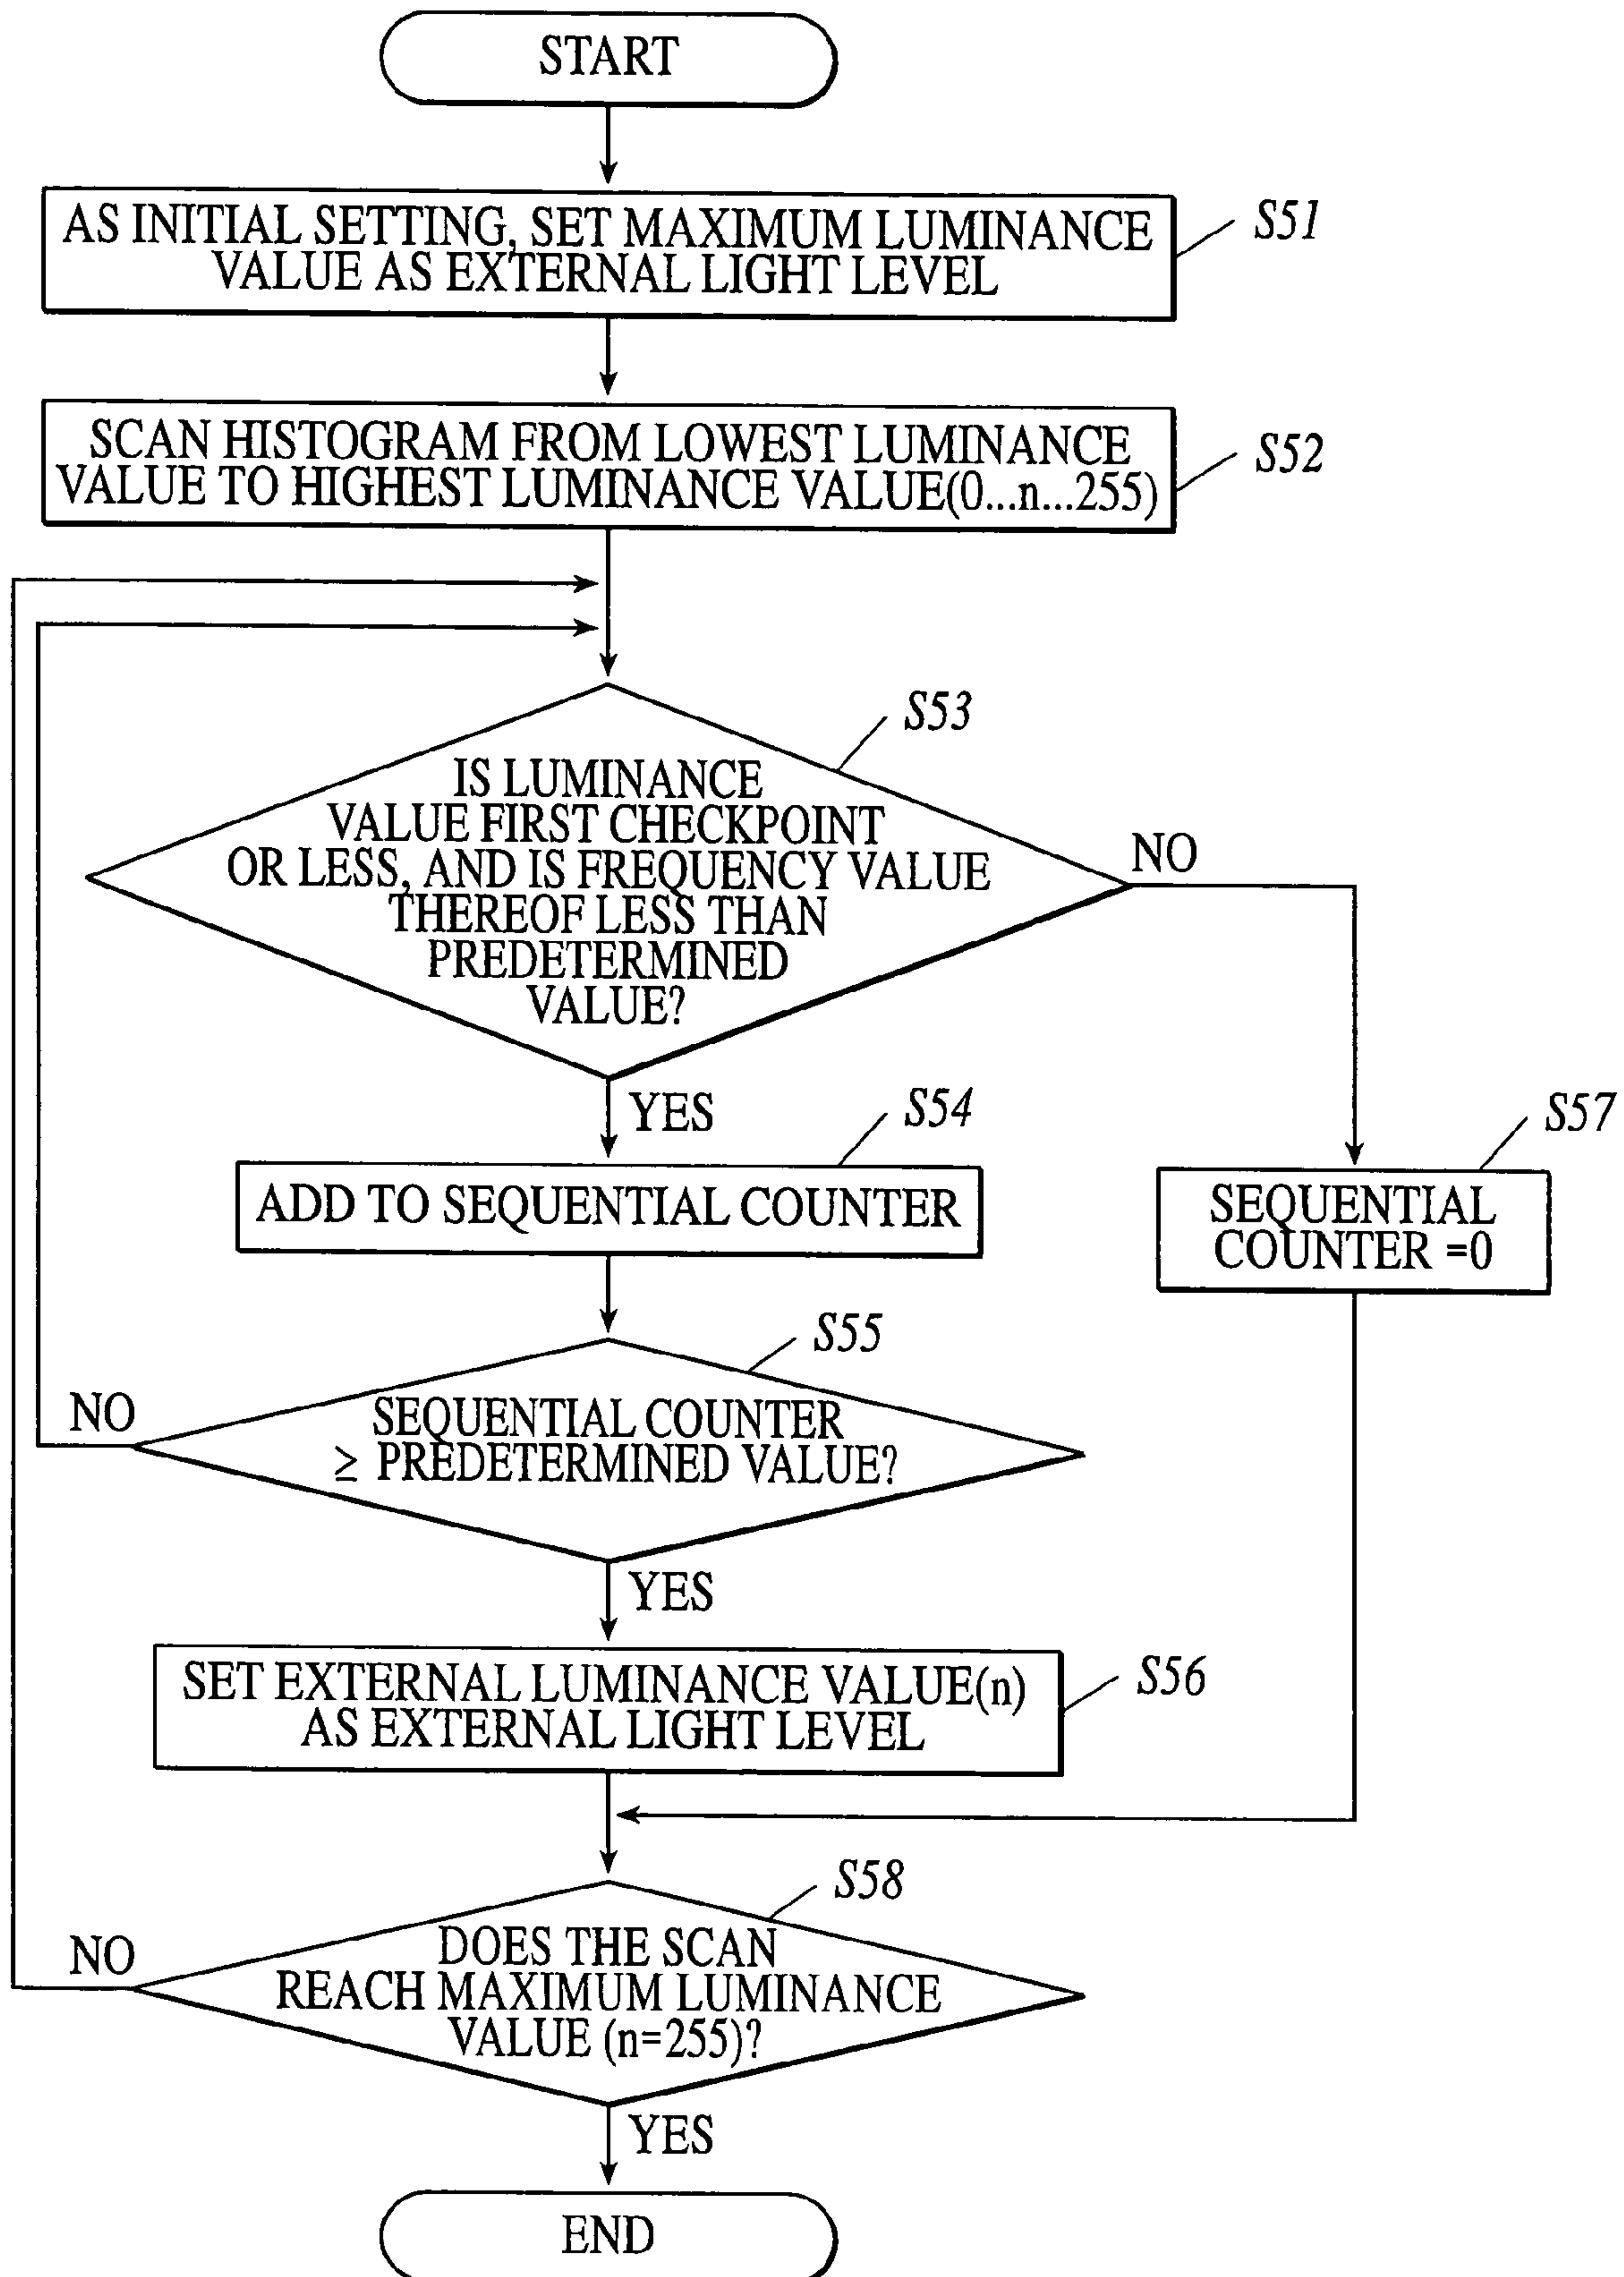 START
AS INITIAL SETTING, SET MAXIMUM LUMINANCE
VALUE AS EXTERNAL LIGHT LEVEL
S51
SCAN HISTOGRAM FROM LOWEST LUMINANCE
VALUE TO HIGHEST LUMINANCE VALUE(0...n...255)
S52
S53
IS LUMINANCE
VALUE FIRST CHECKPOINT
OR LESS, AND IS FREQUENCY VALUE
THEREOF LESS THAN
PREDETERMINED
VALUE?
NO
YES
S54
ADD TO SEQUENTIAL COUNTER
S57
SEQUENTIAL
COUNTER =0
S55
SEQUENTIAL COUNTER
≥ PREDETERMINED VALUE?
NO
YES
SET EXTERNAL LUMINANCE VALUE(n)
AS EXTERNAL LIGHT LEVEL
S56
S58
DOES THE SCAN
REACH MAXIMUM LUMINANCE
VALUE (n=255)?
NO
YES
END